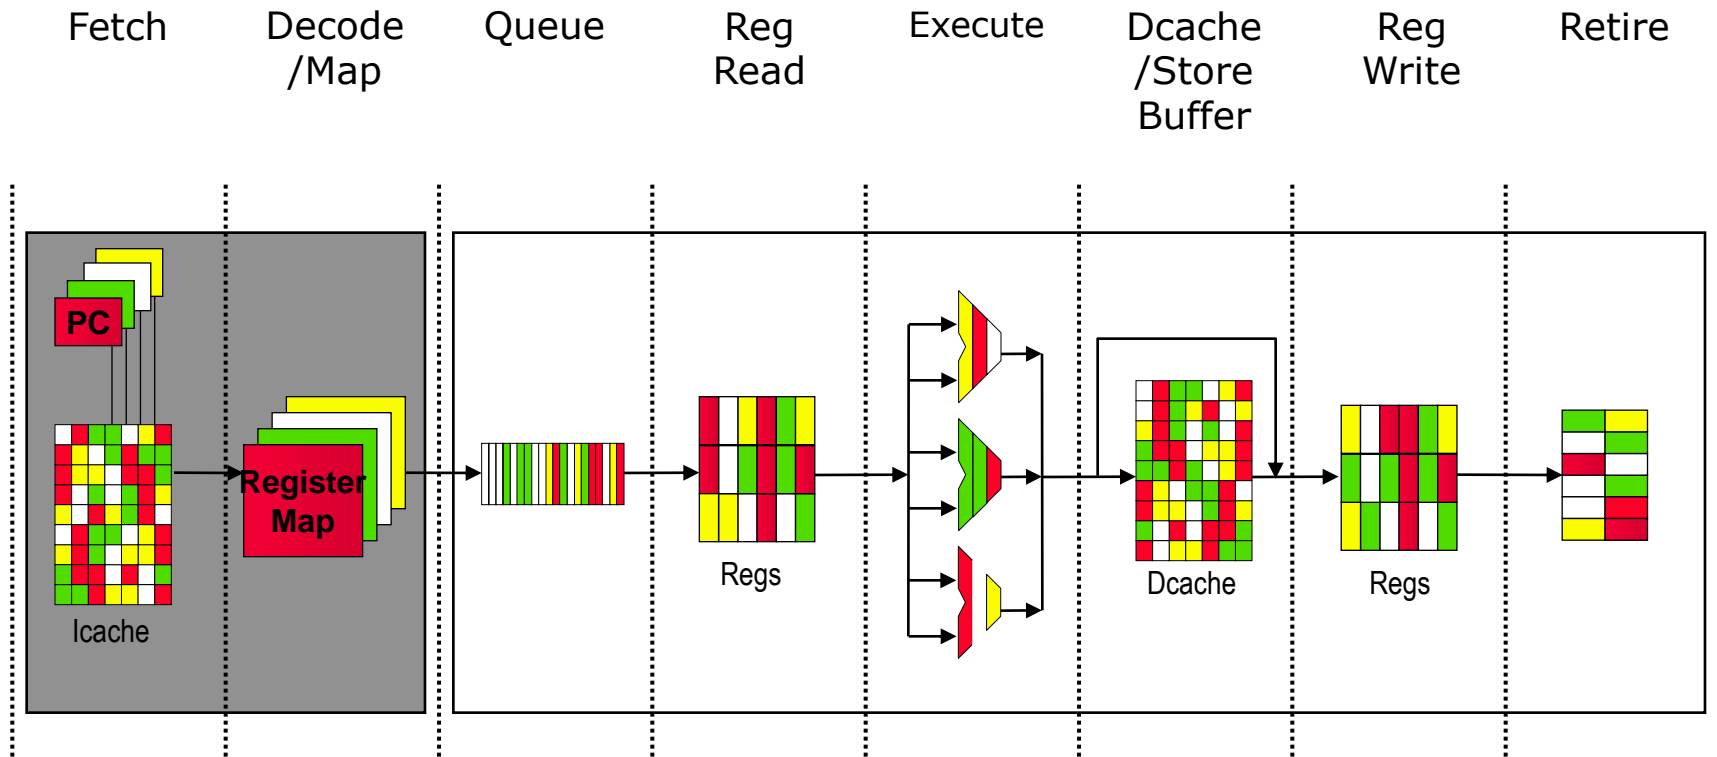 Fetch
Decode
/Map
Queue
Reg
Read
Execute
Dcache
/Store
Buffer
Reg
Write
Retire
PC
Register
Map
Icache
Regs
Dcache
Regs